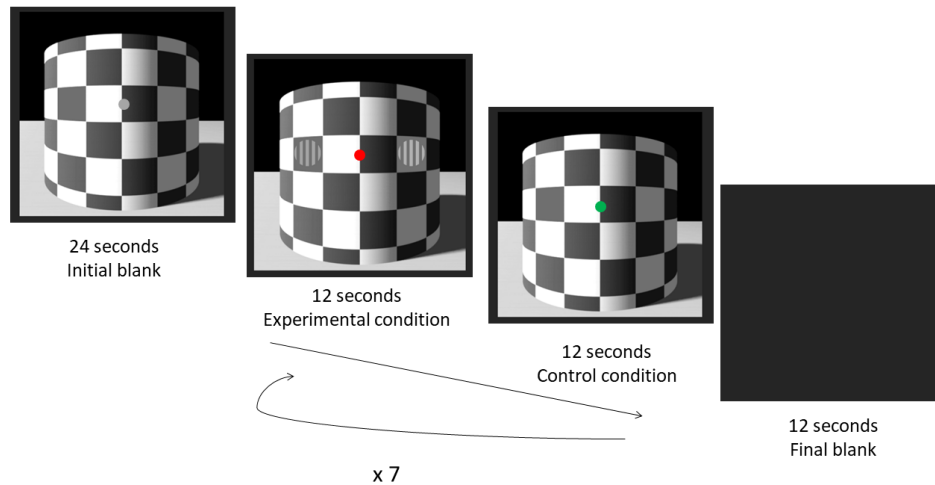 24 seconds
Initial blank
12 seconds
Experimental condition
12 seconds
Control condition
12 seconds
Final blank
x 7